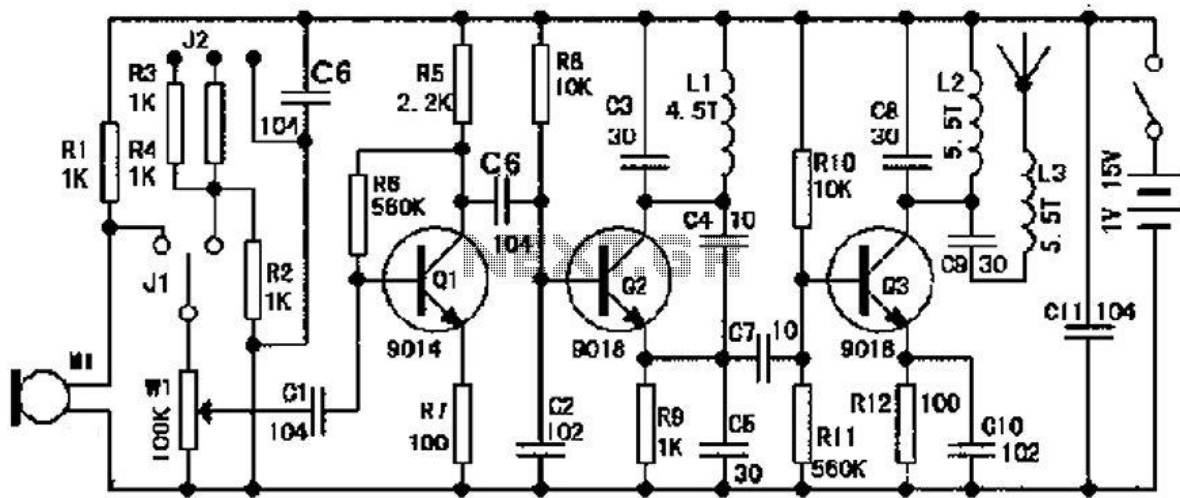 J2
R3
1K
R4
1K
C6
104
R1
1K
J1
R2
1K
M1
W1
100K
C1
104
R5
2.2K
R6
560K
C6
104
Q1
9014
R7
100
R8
10K
C2
102
C3
30
L1
4.5T
C4
10
Q2
9018
R9
1K
C5
30
C7
10
R10
10K
R11
560K
C8
30
L2
5.5T
C9
30
L3
5.5T
Q3
9018
R12
100
C10
102
C11 104
1V 15V
NEXT.GR